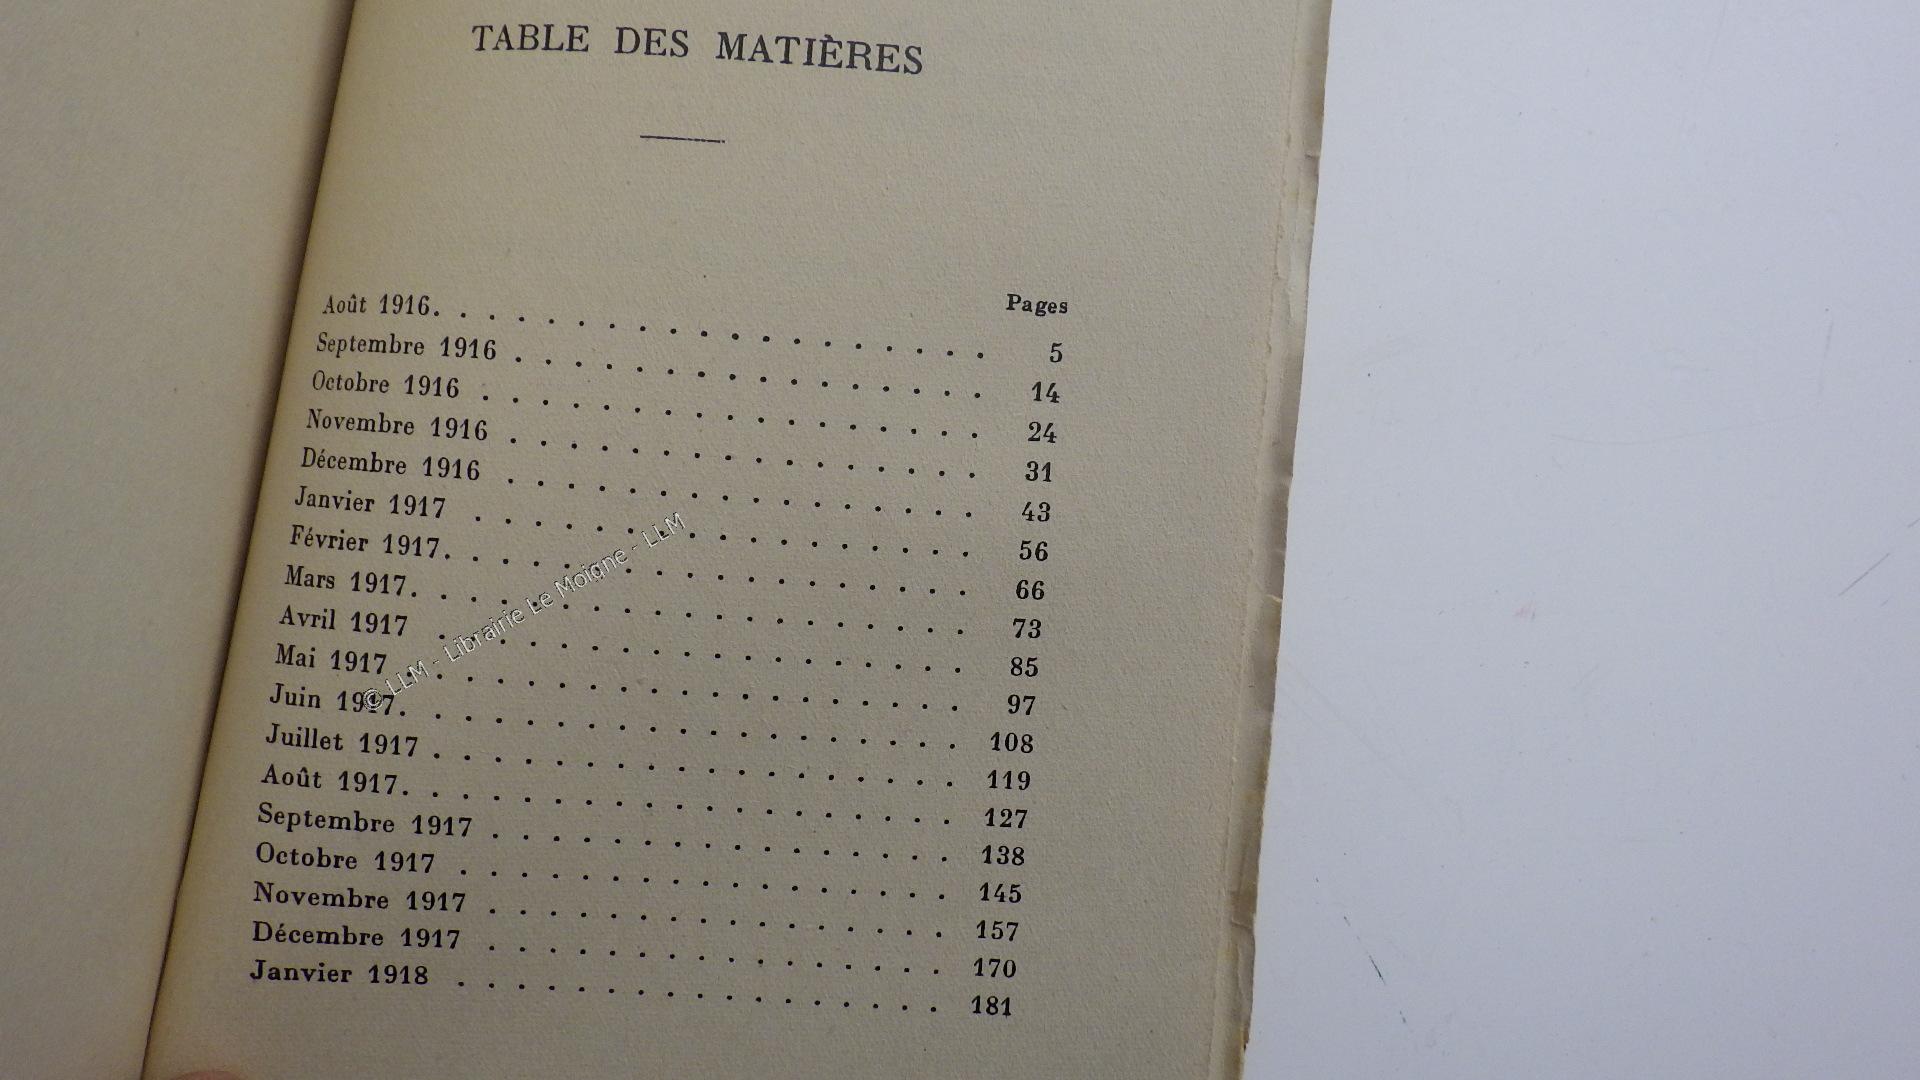 TABLE DES MATIÈRES
Pages
Août 1916. . . . . . . . . . . . . . . . . . . 5
Septembre 1916 . . . . . . . . . . . . . . . . 14
Octobre 1916 . . . . . . . . . . . . . . . . . 24
Novembre 1916 . . . . . . . . . . . . . . . . 31
Décembre 1916 . . . . . . . . . . . . . . . . 43
Janvier 1917 . . . . . . . . . . . . . . . . . 56
Février 1917. . . . . . . . . . . . . . . . . . 66
Mars 1917. . . . . . . . . . . . . . . . . . . 73
Avril 1917 . . . . . . . . . . . . . . . . . . 85
Mai 1917 . . . . . . . . . . . . . . . . . . . 97
Juin 1917. . . . . . . . . . . . . . . . . . . 108
Juillet 1917 . . . . . . . . . . . . . . . . . . 119
Août 1917. . . . . . . . . . . . . . . . . . . 127
Septembre 1917 . . . . . . . . . . . . . . . . 138
Octobre 1917 . . . . . . . . . . . . . . . . . 145
Novembre 1917 . . . . . . . . . . . . . . . . 157
Décembre 1917 . . . . . . . . . . . . . . . . 170
Janvier 1918 . . . . . . . . . . . . . . . . . 181
© LLM - Librairie Le Moigne - LLM